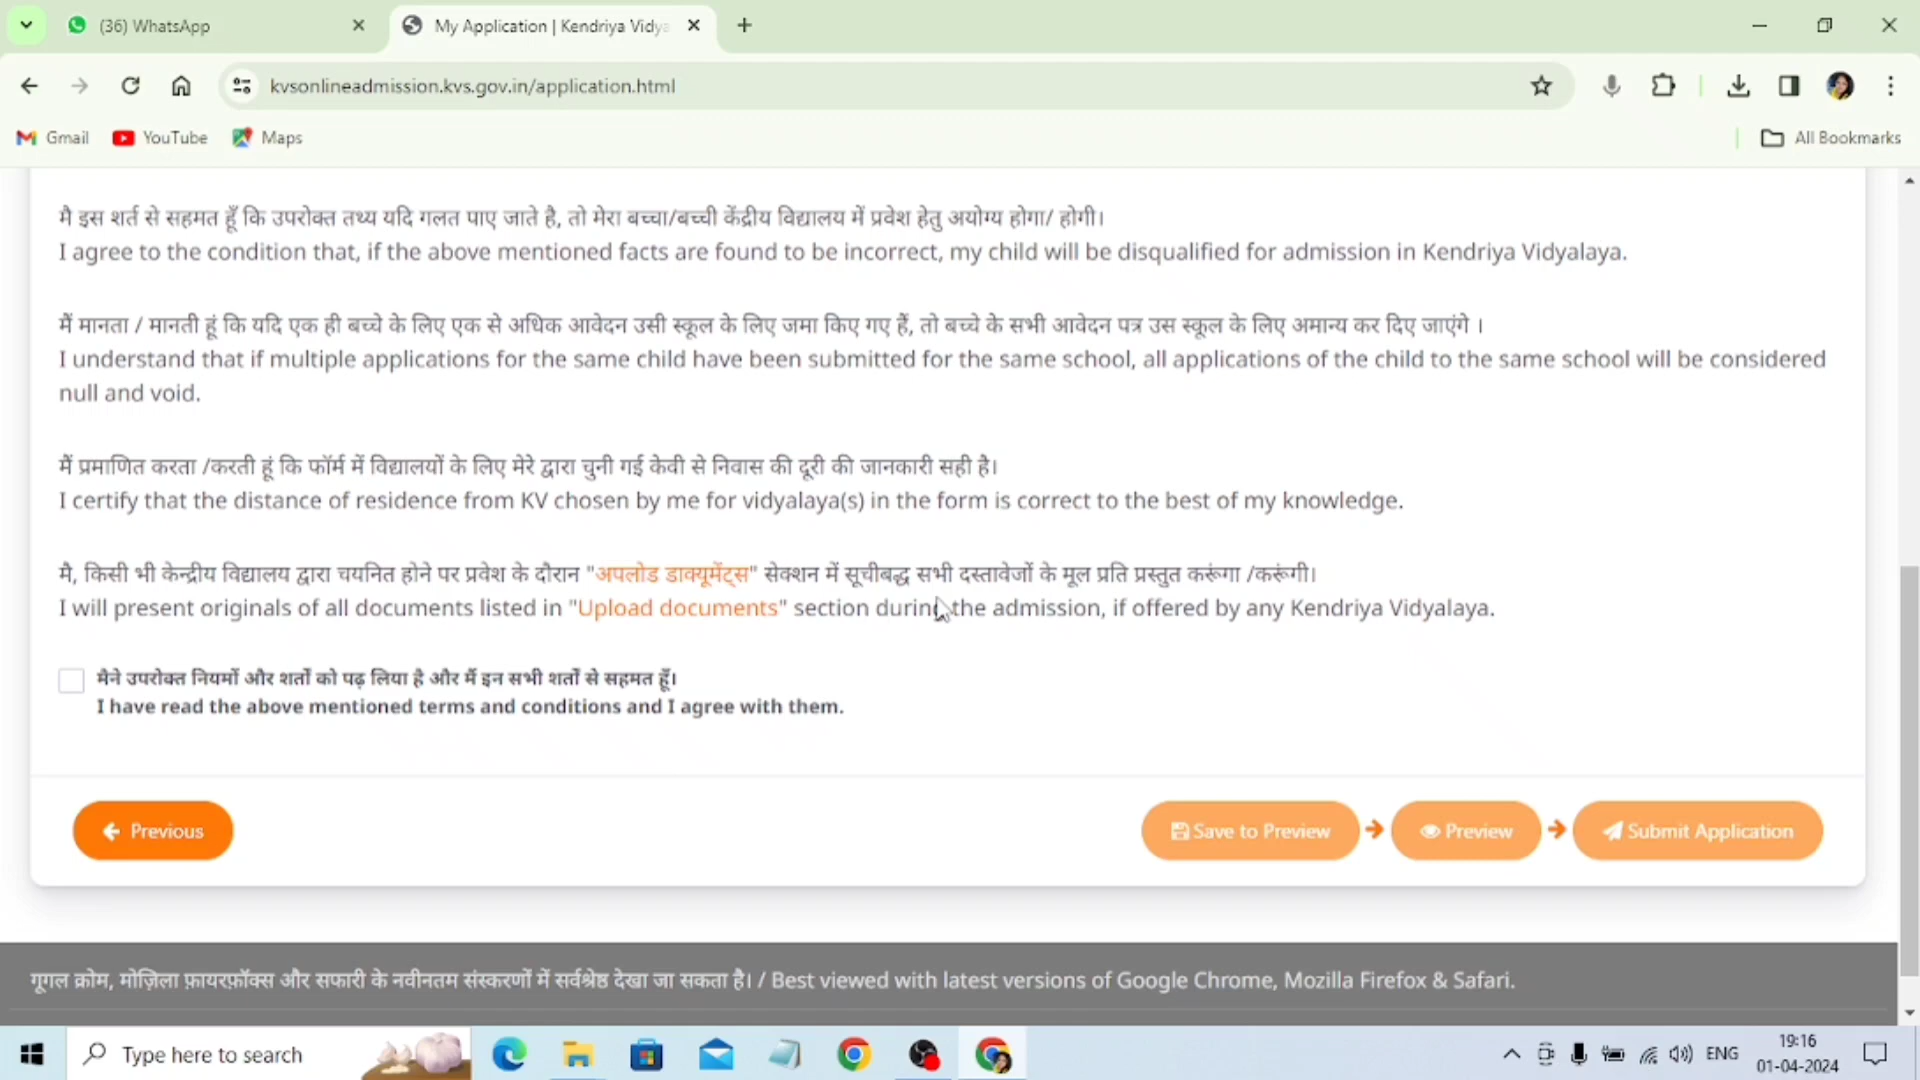 (36) WhatsApp
My Application | Kendriya Vidya
kvsonlineadmission.kvs.gov.in/application.html
Gmail YouTube Maps All Bookmarks
मै इस शर्त से सहमत हूँ कि उपरोक्त तथ्य यदि गलत पाए जाते है, तो मेरा बच्चा/बच्ची केंद्रीय विद्यालय में प्रवेश हेतु अयोग्य होगा/ होगी।
I agree to the condition that, if the above mentioned facts are found to be incorrect, my child will be disqualified for admission in Kendriya Vidyalaya.
मैं मानता / मानती हूं कि यदि एक ही बच्चे के लिए एक से अधिक आवेदन उसी स्कूल के लिए जमा किए गए हैं, तो बच्चे के सभी आवेदन पत्र उस स्कूल के लिए अमान्य कर दिए जाएंगे ।
I understand that if multiple applications for the same child have been submitted for the same school, all applications of the child to the same school will be considered
null and void.
मैं प्रमाणित करता /करती हूं कि फॉर्म में विद्यालयों के लिए मेरे द्वारा चुनी गई केवी से निवास की दूरी की जानकारी सही है।
I certify that the distance of residence from KV chosen by me for vidyalaya(s) in the form is correct to the best of my knowledge.
मै, किसी भी केन्द्रीय विद्यालय द्वारा चयनित होने पर प्रवेश के दौरान "अपलोड डाक्यूमेंट्स" सेक्शन में सूचीबद्ध सभी दस्तावेजों के मूल प्रति प्रस्तुत करूंगा /करूंगी।
I will present originals of all documents listed in "Upload documents" section during the admission, if offered by any Kendriya Vidyalaya.
मैने उपरोक्त नियमों और शर्तों को पढ़ लिया है और मैं इन सभी शर्तों से सहमत हूँ।
I have read the above mentioned terms and conditions and I agree with them.
Previous Save to Preview Preview Submit Application
गूगल क्रोम, मोज़िला फ़ायरफ़ॉक्स और सफारी के नवीनतम संस्करणों में सर्वश्रेष्ठ देखा जा सकता है। / Best viewed with latest versions of Google Chrome, Mozilla Firefox & Safari.
Type here to search
ENG
19:16
01-04-2024